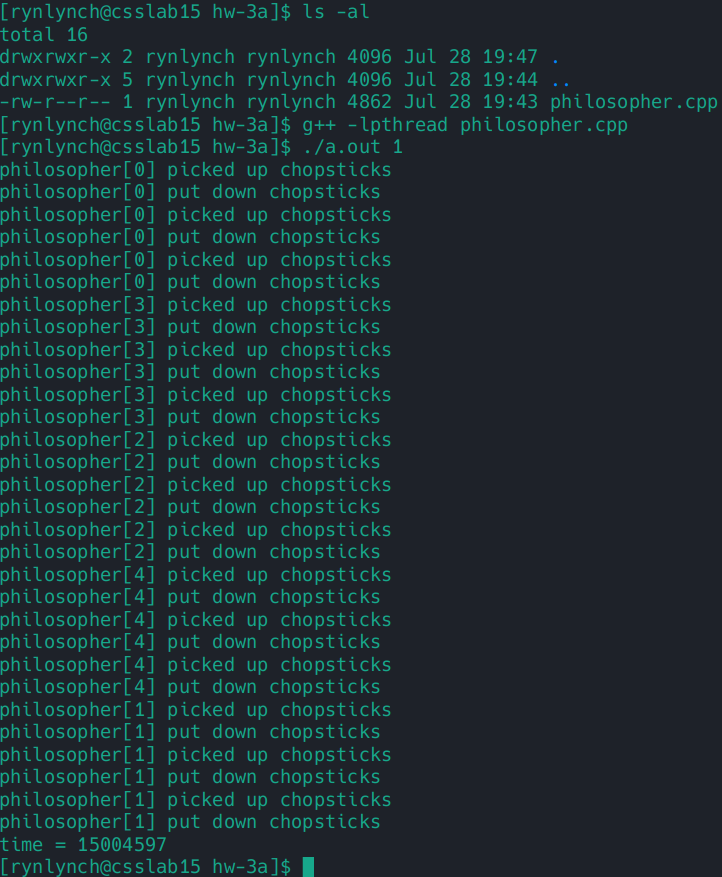 [rynlynch@csslab15 hw-3a]$ ls -al
total 16
drwxrwxr-x 2 rynlynch rynlynch 4096 Jul 28 19:47 .
drwxrwxr-x 5 rynlynch rynlynch 4096 Jul 28 19:44 ..
-rw-r--r-- 1 rynlynch rynlynch 4862 Jul 28 19:43 philosopher.cpp
[rynlynch@csslab15 hw-3a]$ g++ -lpthread philosopher.cpp
[rynlynch@csslab15 hw-3a]$ ./a.out 1
philosopher[0] picked up chopsticks
philosopher[0] put down chopsticks
philosopher[0] picked up chopsticks
philosopher[0] put down chopsticks
philosopher[0] picked up chopsticks
philosopher[0] put down chopsticks
philosopher[3] picked up chopsticks
philosopher[3] put down chopsticks
philosopher[3] picked up chopsticks
philosopher[3] put down chopsticks
philosopher[3] picked up chopsticks
philosopher[3] put down chopsticks
philosopher[2] picked up chopsticks
philosopher[2] put down chopsticks
philosopher[2] picked up chopsticks
philosopher[2] put down chopsticks
philosopher[2] picked up chopsticks
philosopher[2] put down chopsticks
philosopher[4] picked up chopsticks
philosopher[4] put down chopsticks
philosopher[4] picked up chopsticks
philosopher[4] put down chopsticks
philosopher[4] picked up chopsticks
philosopher[4] put down chopsticks
philosopher[1] picked up chopsticks
philosopher[1] put down chopsticks
philosopher[1] picked up chopsticks
philosopher[1] put down chopsticks
philosopher[1] picked up chopsticks
philosopher[1] put down chopsticks
time = 15004597
[rynlynch@csslab15 hw-3a]$